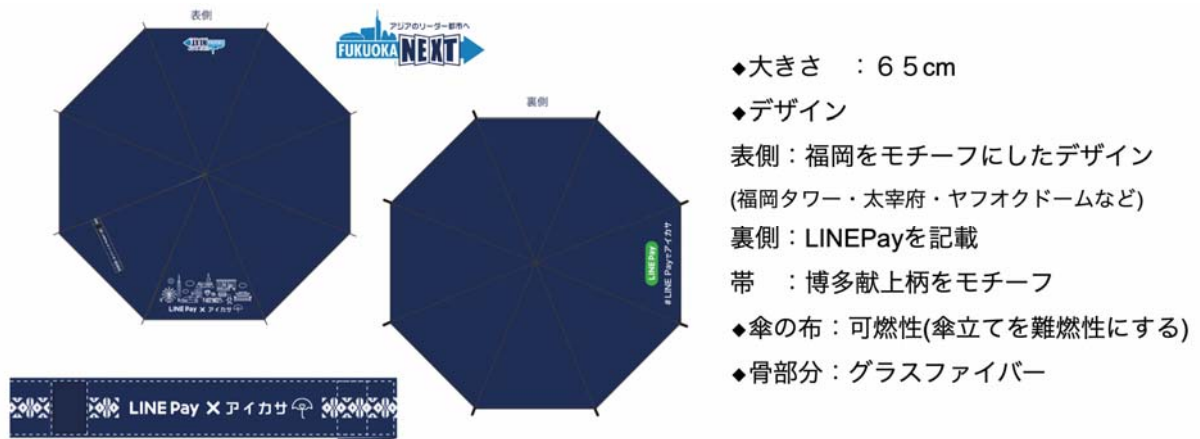 表側
アジアのリーダー都市へ
FUKUOKA NEXT
LINE Pay × アイカサ
裏側
LINE Pay
# LINE Payでアイカサ
LINE Pay × アイカサ
◆大きさ　：６５cm
◆デザイン
表側：福岡をモチーフにしたデザイン
(福岡タワー・太宰府・ヤフオクドームなど)
裏側：LINEPayを記載
帯　：博多献上柄をモチーフ
◆傘の布：可燃性(傘立てを難燃性にする)
◆骨部分：グラスファイバー